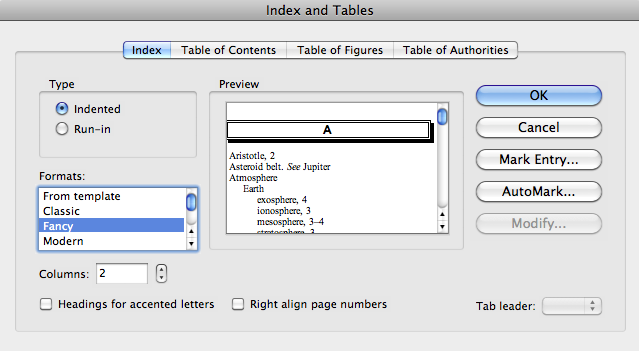 Index and Tables
Index
Table of Contents
Table of Figures
Table of Authorities
Type
Indented
Run-in
Formats:
From template
Classic
Fancy
Modern
Columns: 2
Headings for accented letters
Right align page numbers
Preview
A
Aristotle, 2
Asteroid belt. See Jupiter
Atmosphere
Earth
exosphere, 4
ionosphere, 3
mesosphere, 3–4
stratosphere, 3
OK
Cancel
Mark Entry...
AutoMark...
Modify...
Tab leader: